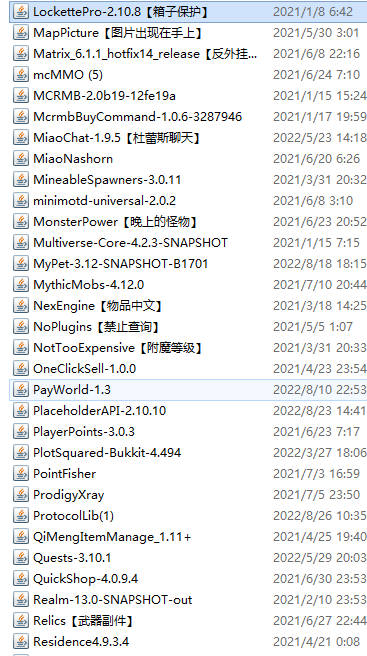 LockettePro-2.10.8【箱子保护】 2021/1/8 6:42
MapPicture【图片出现在手上】 2021/5/30 3:01
Matrix_6.1.1_hotfix14_release【反外挂... 2021/6/8 22:16
mcMMO (5) 2021/6/24 7:10
MCRMB-2.0b19-12fe19a 2021/1/15 15:24
McrmbBuyCommand-1.0.6-3287946 2021/1/17 19:59
MiaoChat-1.9.5【杜蕾斯聊天】 2022/5/23 14:18
MiaoNashorn 2021/6/20 6:26
MineableSpawners-3.0.11 2021/3/31 20:32
minimotd-universal-2.0.2 2021/6/8 3:10
MonsterPower【晚上的怪物】 2021/6/23 20:52
Multiverse-Core-4.2.3-SNAPSHOT 2021/1/15 7:15
MyPet-3.12-SNAPSHOT-B1701 2022/8/18 18:15
MythicMobs-4.12.0 2021/7/10 20:44
NexEngine【物品中文】 2021/3/18 14:25
NoPlugins【禁止查询】 2021/5/5 1:07
NotTooExpensive【附魔等级】 2021/3/31 20:33
OneClickSell-1.0.0 2021/4/23 23:54
PayWorld-1.3 2022/8/10 22:53
PlaceholderAPI-2.10.10 2022/8/23 14:41
PlayerPoints-3.0.3 2021/6/23 7:17
PlotSquared-Bukkit-4.494 2022/3/27 18:06
PointFisher 2021/7/3 16:59
ProdigyXray 2021/7/5 23:50
ProtocolLib(1) 2022/8/26 10:35
QiMengItemManage_1.11+ 2021/4/25 19:40
Quests-3.10.1 2022/5/29 20:03
QuickShop-4.0.9.4 2021/6/30 23:53
Realm-13.0-SNAPSHOT-out 2021/2/10 23:53
Relics【武器副件】 2021/6/27 22:44
Residence4.9.3.4 2021/4/21 0:08